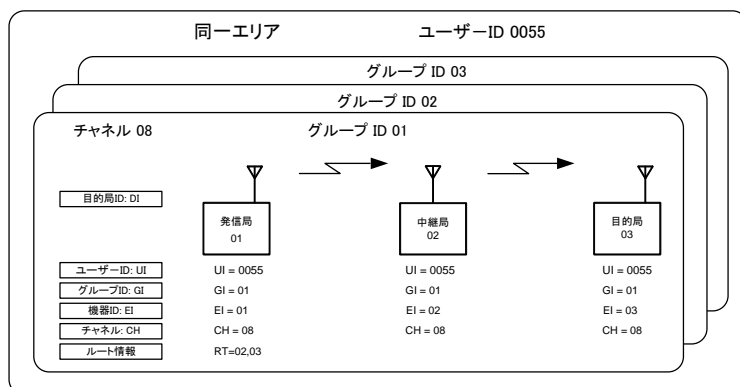 同一エリア ユーザーID 0055
グループ ID 03
グループ ID 02
チャネル 08 グループ ID 01
目的局ID: DI
発信局
01
中継局
02
目的局
03
ユーザーID: UI UI = 0055 UI = 0055 UI = 0055
グループID: GI GI = 01 GI = 01 GI = 01
機器ID: EI EI = 01 EI = 02 EI = 03
チャネル: CH CH = 08 CH = 08 CH = 08
ルート情報 RT=02,03